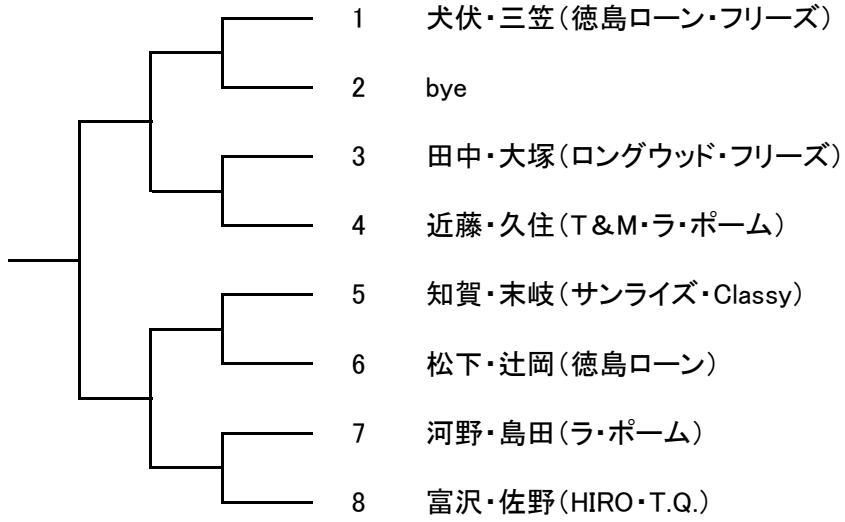 1 犬伏・三笠(徳島ローン・フリーズ)
2 bye
3 田中・大塚(ロングウッド・フリーズ)
4 近藤・久住(T&M・ラ・ポーム)
5 知賀・末岐(サンライズ・Classy)
6 松下・辻岡(徳島ローン)
7 河野・島田(ラ・ポーム)
8 富沢・佐野(HIRO・T.Q.)